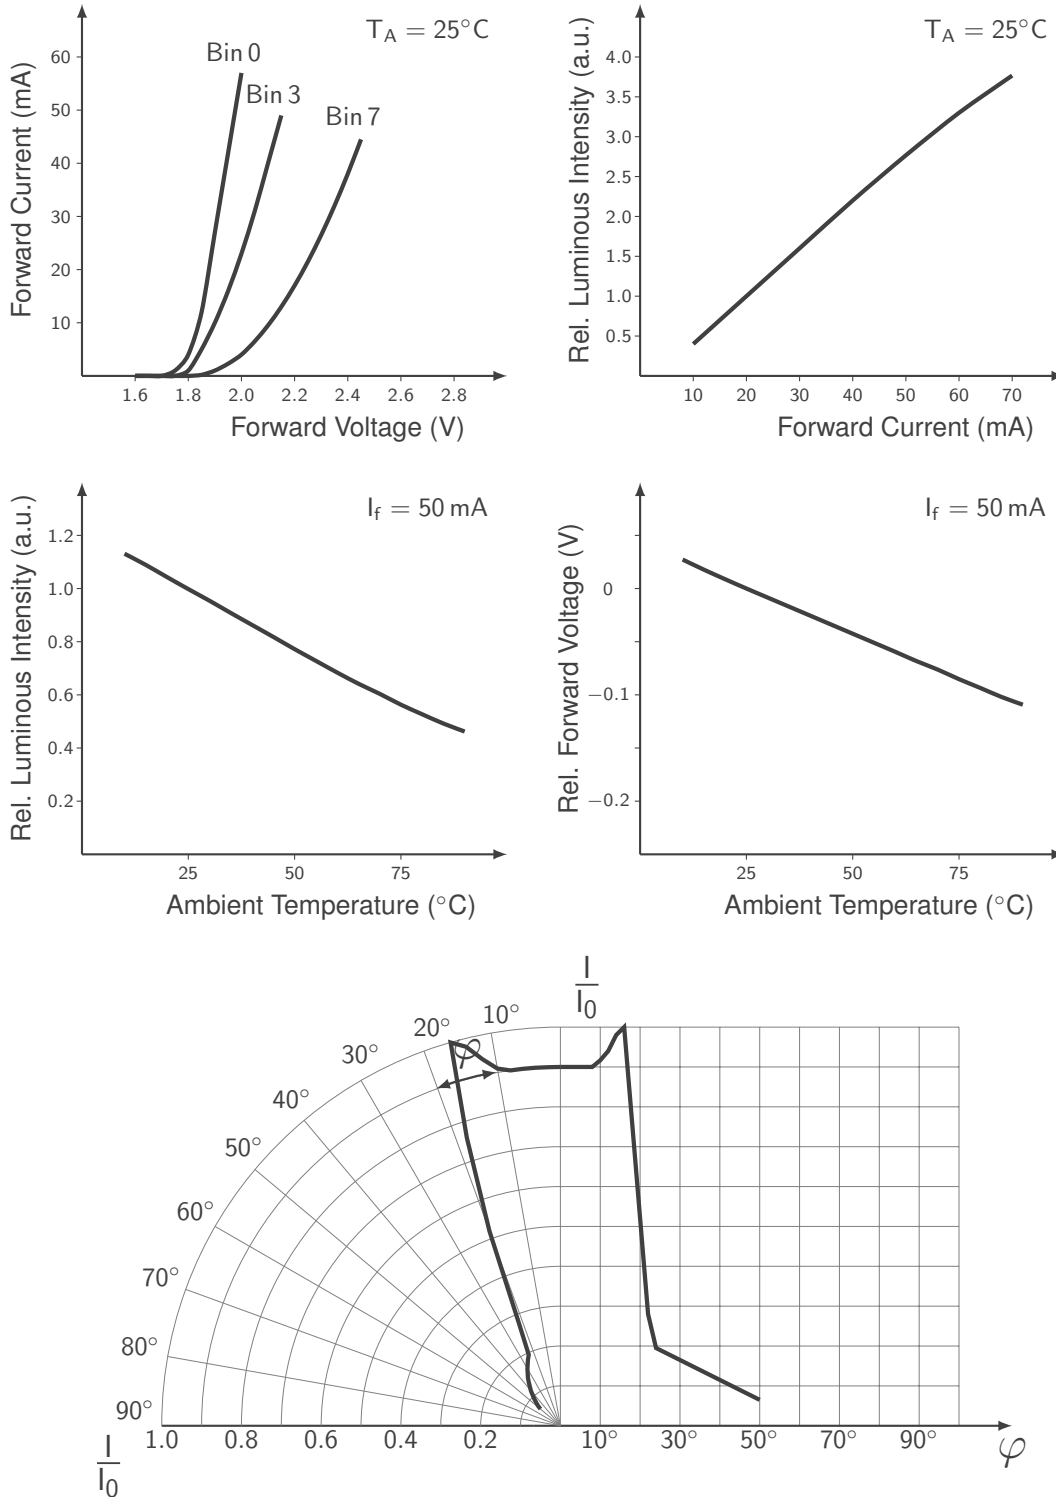 T_A = 25°C
Forward Current (mA)
60
50
40
30
20
10
Bin 0
Bin 3
Bin 7
1.6 1.8 2.0 2.2 2.4 2.6 2.8
Forward Voltage (V)
T_A = 25°C
Rel. Luminous Intensity (a.u.)
4.0
3.5
3.0
2.5
2.0
1.5
1.0
0.5
10 20 30 40 50 60 70
Forward Current (mA)
I_f = 50 mA
Rel. Luminous Intensity (a.u.)
1.2
1.0
0.8
0.6
0.4
0.2
25 50 75
Ambient Temperature (°C)
I_f = 50 mA
Rel. Forward Voltage (V)
0
−0.1
−0.2
25 50 75
Ambient Temperature (°C)
I
I_0
10°
20°
30°
40°
50°
60°
70°
80°
90°
φ
1.0 0.8 0.6 0.4 0.2 10° 30° 50° 70° 90° φ
I
I_0